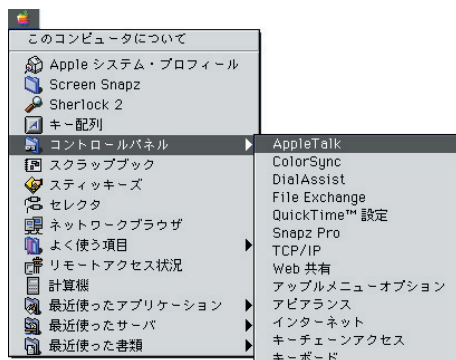 このコンピュータについて
Apple システム・プロフィール
Screen Snapz
Sherlock 2
キー配列
コントロールパネル
スクラップブック
スティッキーズ
セレクタ
ネットワークブラウザ
よく使う項目
リモートアクセス状況
計算機
最近使ったアプリケーション
最近使ったサーバ
最近使った書類
AppleTalk
ColorSync
DialAssist
File Exchange
QuickTime™ 設定
Snapz Pro
TCP/IP
Web 共有
アップルメニューオプション
アピアランス
インターネット
キーチェーンアクセス
キーボード